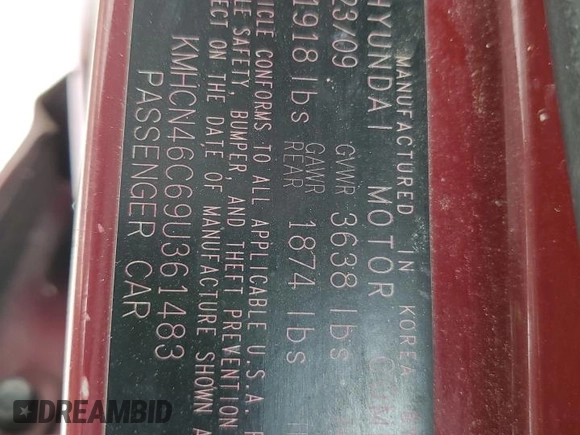 MANUFACTURED IN KOREA
HYUNDAI MOTOR
23/09 GVWR 3638 lbs
1918 lbs GAWR REAR 1874 lbs
ICLE CONFORMS TO ALL APPLICABLE U.S.A.
LE SAFETY, BUMPER, AND THEFT PREVENTION
ECT ON THE DATE OF MANUFACTURE SHOWN A
KMHCN46C69U361483
PASSENGER CAR
DREAMBID